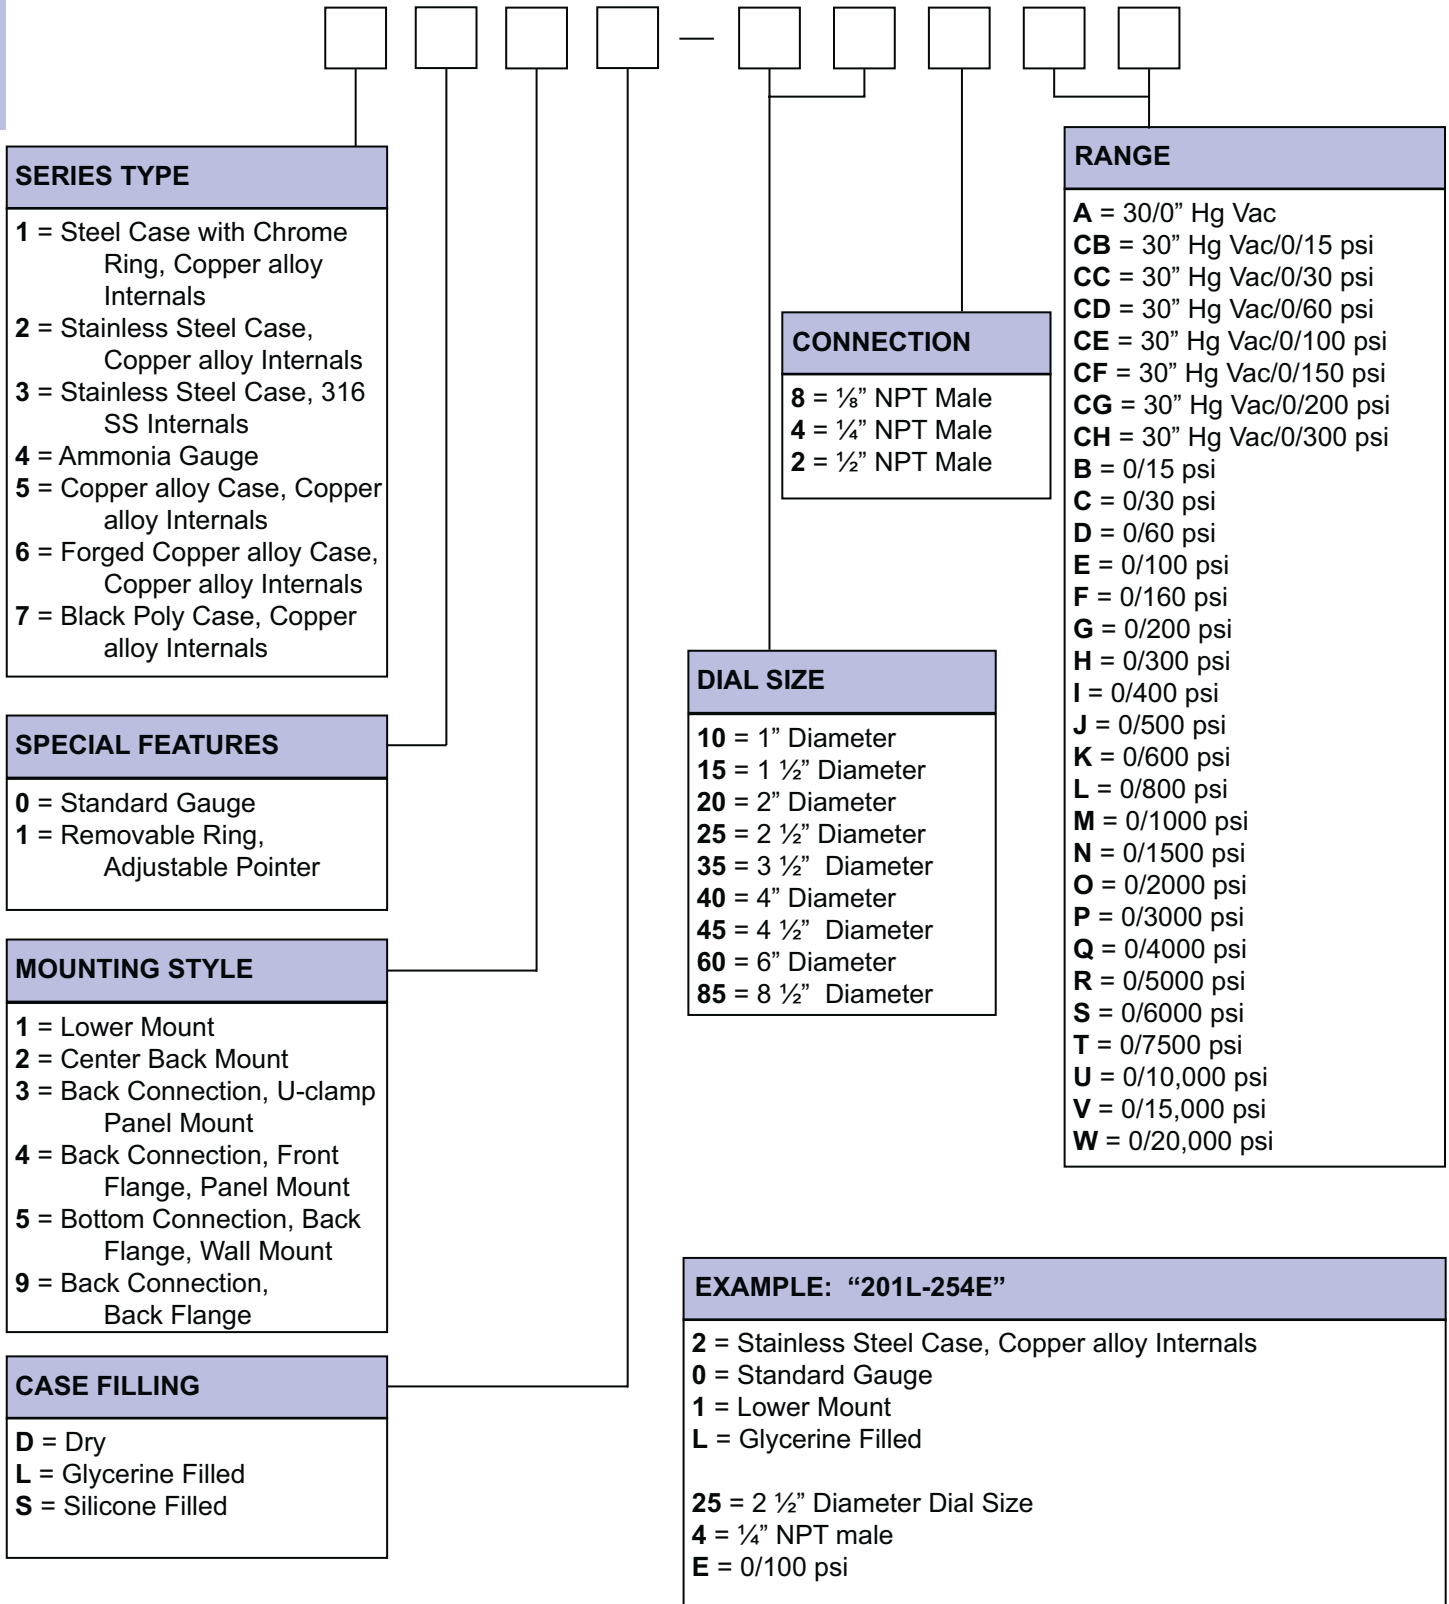 SERIES TYPE
1 = Steel Case with Chrome
Ring, Copper alloy
Internals
2 = Stainless Steel Case,
Copper alloy Internals
3 = Stainless Steel Case, 316
SS Internals
4 = Ammonia Gauge
5 = Copper alloy Case, Copper
alloy Internals
6 = Forged Copper alloy Case,
Copper alloy Internals
7 = Black Poly Case, Copper
alloy Internals
SPECIAL FEATURES
0 = Standard Gauge
1 = Removable Ring,
Adjustable Pointer
MOUNTING STYLE
1 = Lower Mount
2 = Center Back Mount
3 = Back Connection, U-clamp
Panel Mount
4 = Back Connection, Front
Flange, Panel Mount
5 = Bottom Connection, Back
Flange, Wall Mount
9 = Back Connection,
Back Flange
CASE FILLING
D = Dry
L = Glycerine Filled
S = Silicone Filled
DIAL SIZE
10 = 1” Diameter
15 = 1 ½” Diameter
20 = 2” Diameter
25 = 2 ½” Diameter
35 = 3 ½” Diameter
40 = 4” Diameter
45 = 4 ½” Diameter
60 = 6” Diameter
85 = 8 ½” Diameter
CONNECTION
8 = ⅛” NPT Male
4 = ¼” NPT Male
2 = ½” NPT Male
RANGE
A = 30/0” Hg Vac
CB = 30” Hg Vac/0/15 psi
CC = 30” Hg Vac/0/30 psi
CD = 30” Hg Vac/0/60 psi
CE = 30” Hg Vac/0/100 psi
CF = 30” Hg Vac/0/150 psi
CG = 30” Hg Vac/0/200 psi
CH = 30” Hg Vac/0/300 psi
B = 0/15 psi
C = 0/30 psi
D = 0/60 psi
E = 0/100 psi
F = 0/160 psi
G = 0/200 psi
H = 0/300 psi
I = 0/400 psi
J = 0/500 psi
K = 0/600 psi
L = 0/800 psi
M = 0/1000 psi
N = 0/1500 psi
O = 0/2000 psi
P = 0/3000 psi
Q = 0/4000 psi
R = 0/5000 psi
S = 0/6000 psi
T = 0/7500 psi
U = 0/10,000 psi
V = 0/15,000 psi
W = 0/20,000 psi
EXAMPLE: “201L-254E”
2 = Stainless Steel Case, Copper alloy Internals
0 = Standard Gauge
1 = Lower Mount
L = Glycerine Filled
25 = 2 ½” Diameter Dial Size
4 = ¼” NPT male
E = 0/100 psi